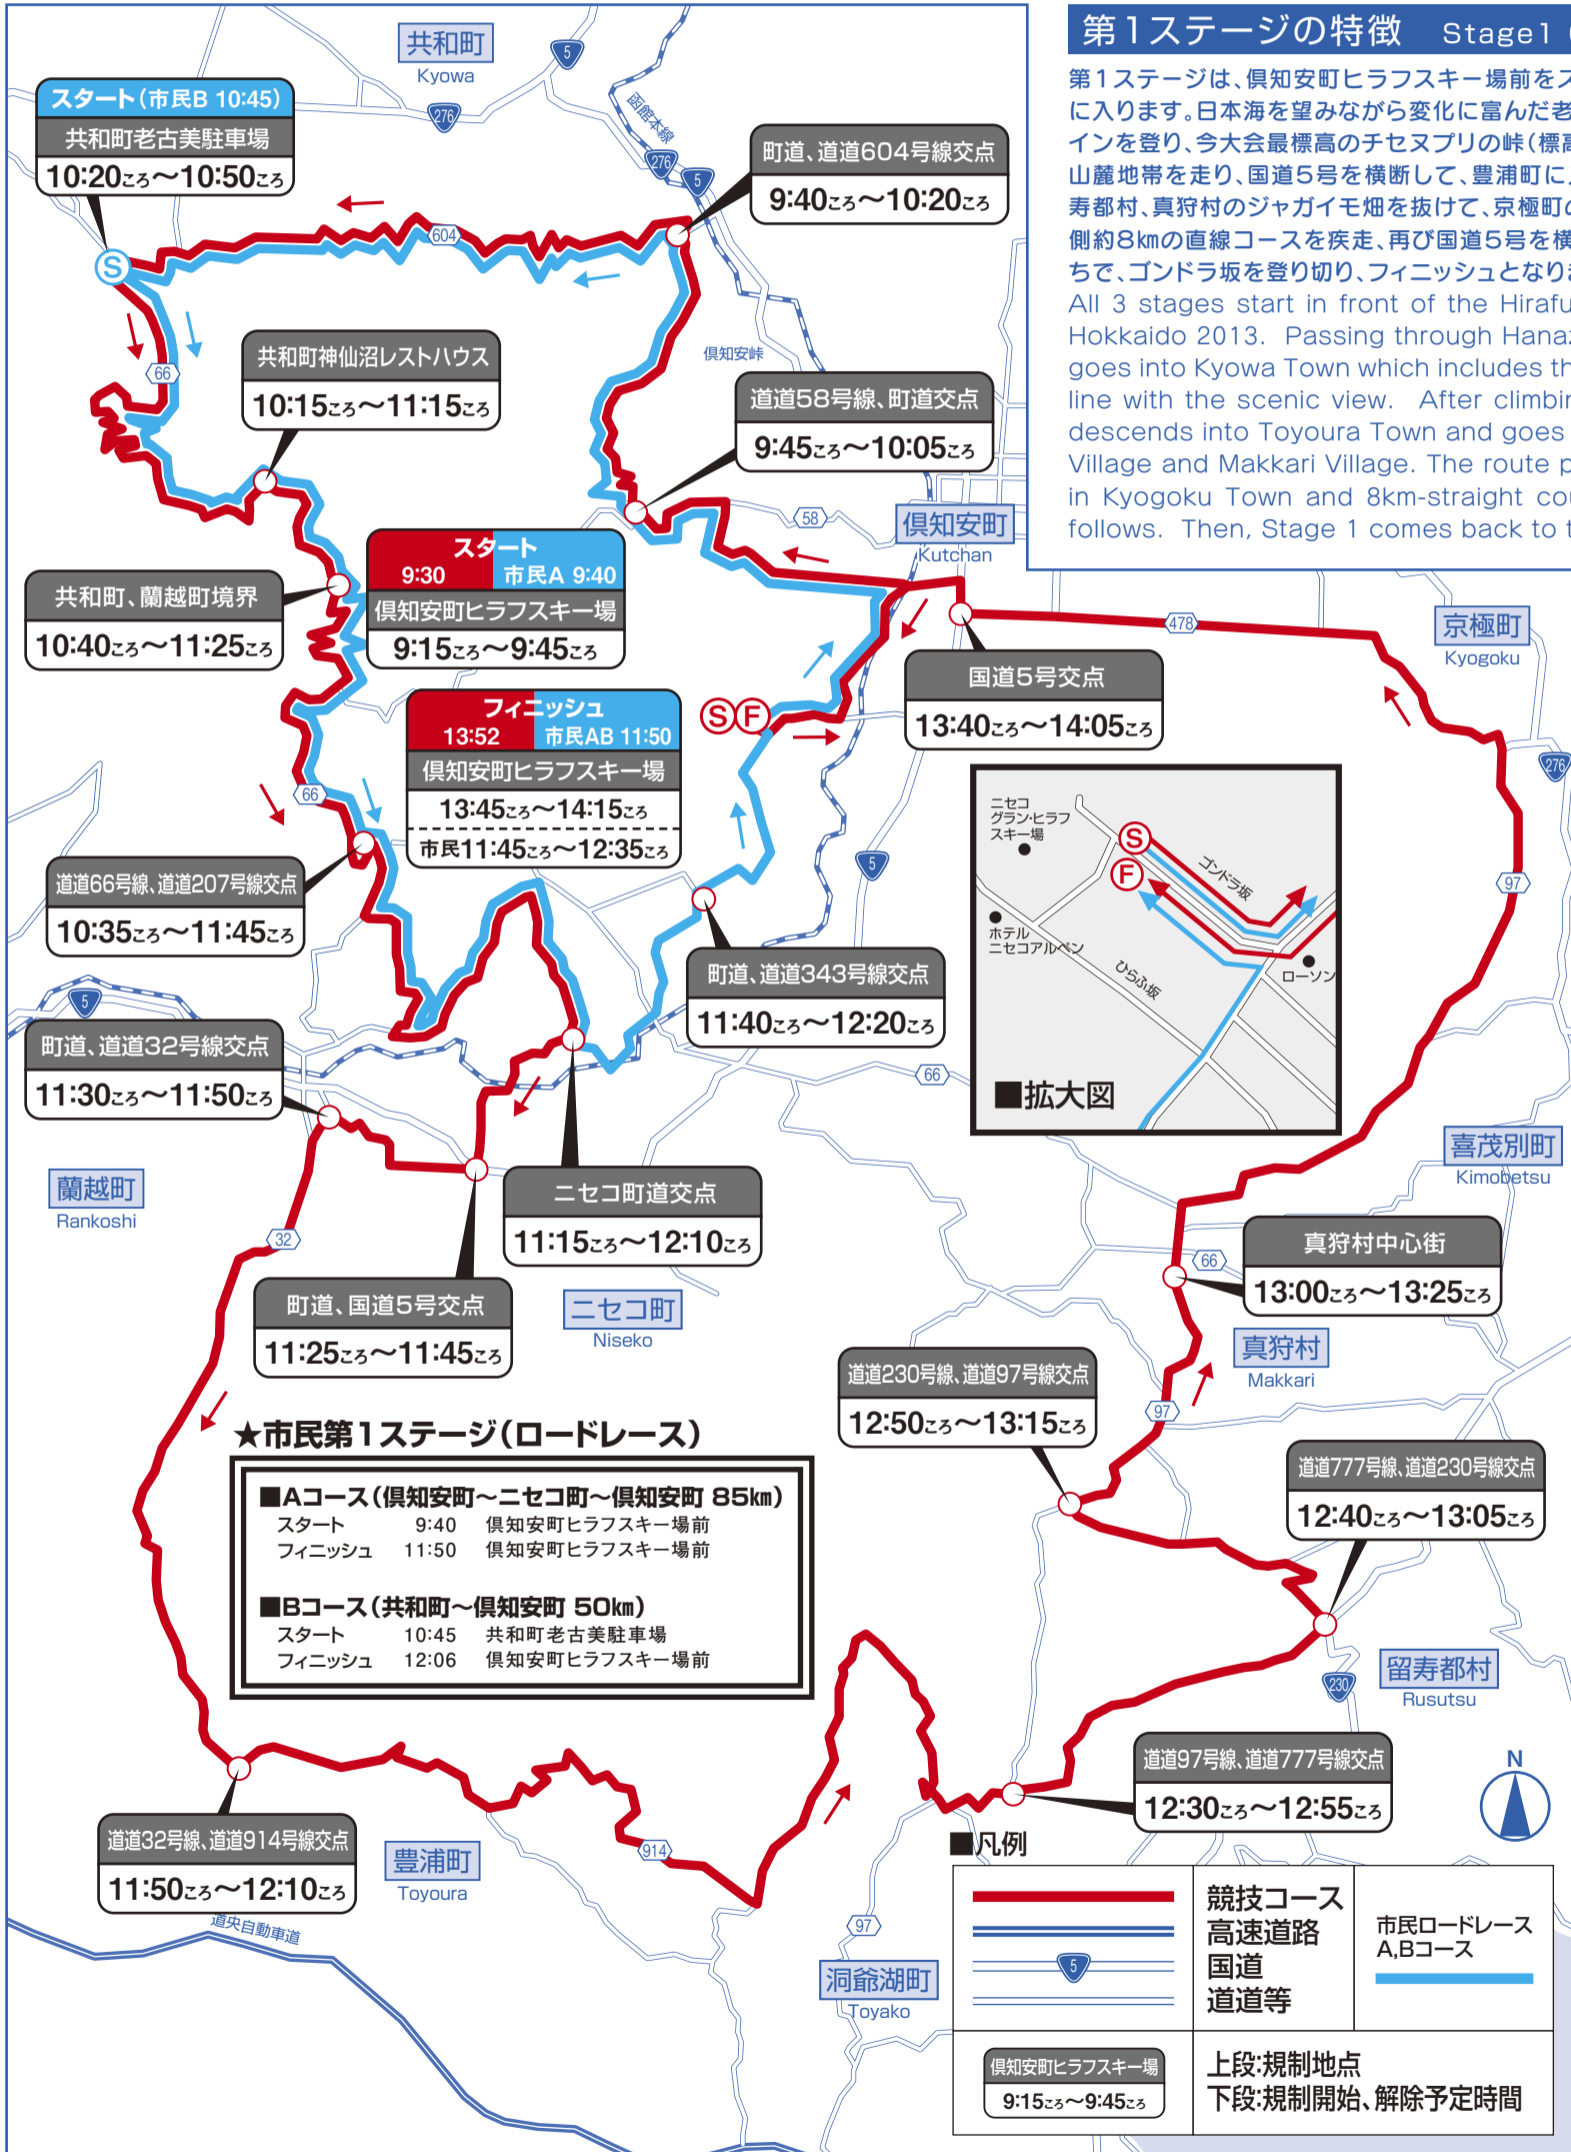 第1ステージの特徴 Stage1
第1ステージは、倶知安町ヒラフスキー場前をス
に入ります。日本海を望みながら変化に富んだ老
インを登り、今大会最標高のチセヌプリの峠(標高
山麓地帯を走り、国道5号を横断して、豊浦町に
寿都村、真狩村のジャガイモ畑を抜けて、京極町の
側約8㎞の直線コースを疾走、再び国道5号を横
ちで、ゴンドラ坂を登り切り、フィニッシュとなり
All 3 stages start in front of the Hirafu
Hokkaido 2013. Passing through Hanaz
goes into Kyowa Town which includes th
line with the scenic view. After climbin
descends into Toyoura Town and goes
Village and Makkari Village. The route p
in Kyogoku Town and 8km-straight cou
follows. Then, Stage 1 comes back to t
共和町
Kyowa
5
276
函館本線
276
5
スタート(市民B 10:45)
共和町老古美駐車場
10:20ころ〜10:50ころ
町道、道道604号線交点
9:40ころ〜10:20ころ
604
S
66
倶知安峠
共和町神仙沼レストハウス
10:15ころ〜11:15ころ
道道58号線、町道交点
9:45ころ〜10:05ころ
58
倶知安町
Kutchan
スタート
9:30 市民A 9:40
倶知安町ヒラフスキー場
9:15ころ〜9:45ころ
共和町、蘭越町境界
10:40ころ〜11:25ころ
478
京極町
Kyogoku
国道5号交点
13:40ころ〜14:05ころ
フィニッシュ
13:52 市民AB 11:50
倶知安町ヒラフスキー場
13:45ころ〜14:15ころ
市民11:45ころ〜12:35ころ
S F
66
66
276
5
97
ニセコ
グラン・ヒラフ
スキー場
S
F
ゴンドラ坂
ホテル
ニセコアルペン
ひらふ坂
ローソン
■拡大図
道道66号線、道道207号線交点
10:35ころ〜11:45ころ
町道、道道343号線交点
11:40ころ〜12:20ころ
5
町道、道道32号線交点
11:30ころ〜11:50ころ
66
喜茂別町
Kimobetsu
蘭越町
Rankoshi
ニセコ町道交点
11:15ころ〜12:10ころ
32
真狩村中心街
13:00ころ〜13:25ころ
66
町道、国道5号交点
11:25ころ〜11:45ころ
ニセコ町
Niseko
真狩村
Makkari
道道230号線、道道97号線交点
12:50ころ〜13:15ころ
97
★市民第1ステージ(ロードレース)
■Aコース(倶知安町〜ニセコ町〜倶知安町 85㎞)
スタート 9:40 倶知安町ヒラフスキー場前
フィニッシュ 11:50 倶知安町ヒラフスキー場前
■Bコース(共和町〜倶知安町 50㎞)
スタート 10:45 共和町老古美駐車場
フィニッシュ 12:06 倶知安町ヒラフスキー場前
道道777号線、道道230号線交点
12:40ころ〜13:05ころ
留寿都村
Rusutsu
230
道道97号線、道道777号線交点
12:30ころ〜12:55ころ
N
道道32号線、道道914号線交点
11:50ころ〜12:10ころ
豊浦町
Toyoura
914
道央自動車道
97
洞爺湖町
Toyako
■凡例
競技コース
高速道路
5
国道
道道等
市民ロードレース
A,Bコース
倶知安町ヒラフスキー場
9:15ころ〜9:45ころ
上段:規制地点
下段:規制開始、解除予定時間